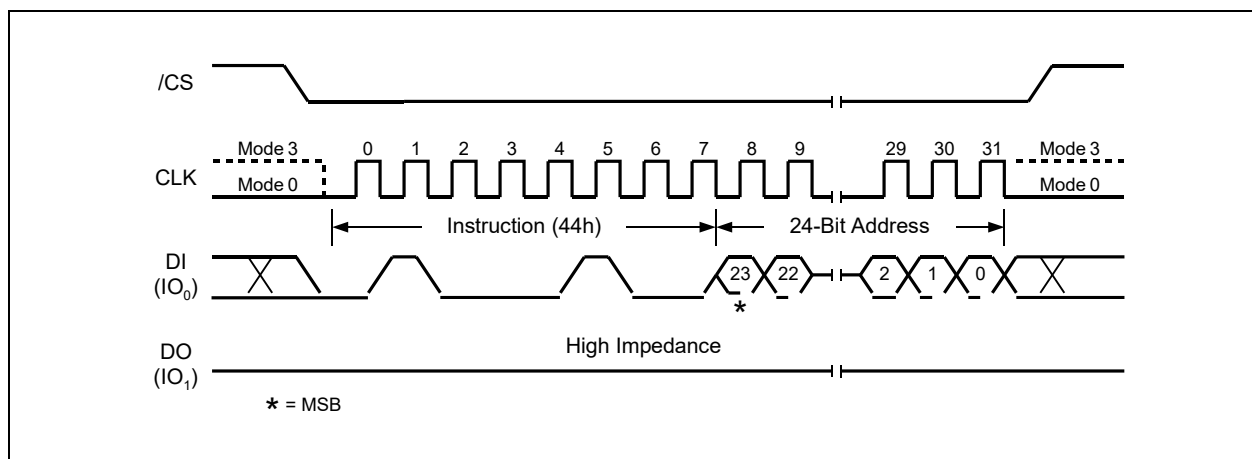 /CS
Mode 3 0 1 2 3 4 5 6 7 8 9 29 30 31 Mode 3
CLK
Mode 0 Mode 0
Instruction (44h) 24-Bit Address
DI
(IO0)
23 22 2 1 0
*
High Impedance
DO
(IO1)
* = MSB